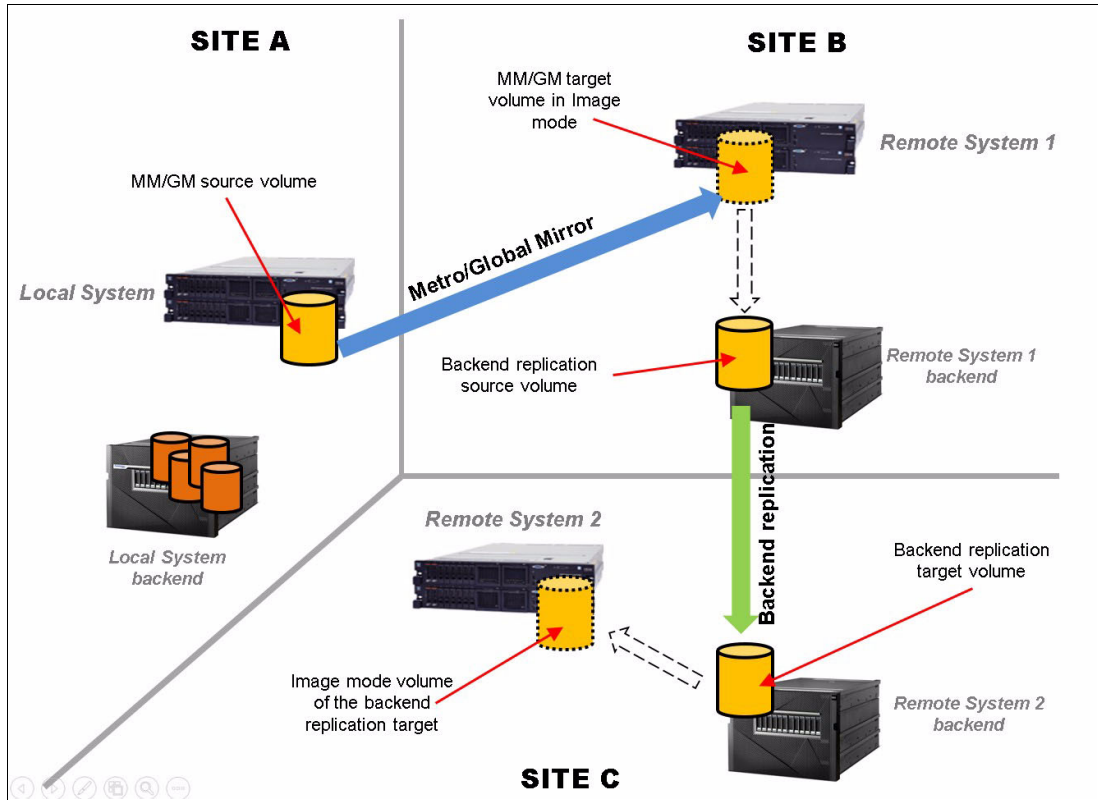 SITE A
SITE B
MM/GM target
volume in Image
mode
Remote System 1
MM/GM source volume
Metro/Global Mirror
Local System
Backend replication
source volume
Remote System 1
backend
Local System
backend
Backend replication
Remote System 2
Backend replication
target volume
Image mode volume
of the backend
replication target
Remote System 2
backend
SITE C